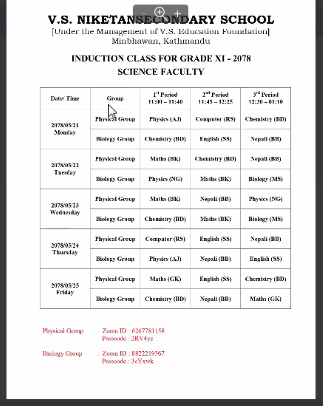 V.S. NIKETAN SECONDARY SCHOOL
[Under the Management of V.S. Education Foundation]
Minbhawan, Kathmandu
INDUCTION CLASS FOR GRADE XI - 2078
SCIENCE FACULTY
Date/ Time Group 1st Period 11:00 – 11:40 2nd Period 11:45 – 12:25 3rd Period 12:30 – 01:10
2078/05/21 Monday Physical Group Physics (AJ) Computer (RS) Chemistry (BD)
Biology Group Chemistry (BD) English (SS) Nepali (BB)
2078/05/22 Tuesday Physical Group Maths (BK) Chemistry (BD) Nepali (BB)
Biology Group Physics (NG) Maths (BK) Biology (MS)
2078/05/23 Wednesday Physical Group Maths (BK) Nepali (BB) Physics (NG)
Biology Group Chemistry (BD) Maths (BK) Biology (MS)
2078/05/24 Thursday Physical Group Computer (RS) English (SS) Nepali (BB)
Biology Group Physics (AJ) Nepali (BB) English (SS)
2078/05/25 Friday Physical Group Maths (GK) English (SS) Chemistry (BD)
Biology Group Chemistry (BD) Nepali (BB) Maths (GK)
Physical Group : Zoom ID : 6267783158
Passcode : 2RV4yz
Biology Group : Zoom ID : 8822219367
Passcode :